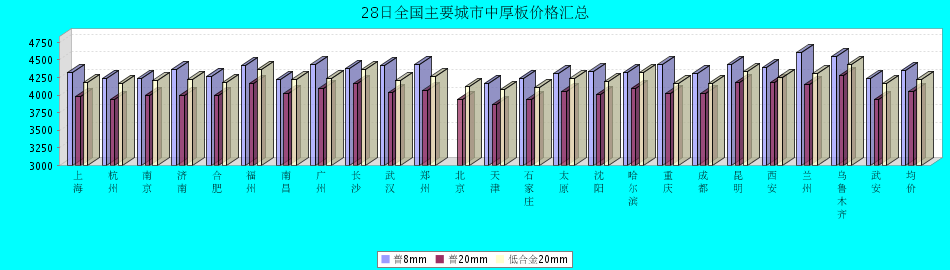 28日全国主要城市中厚板价格汇总
4750
4500
4250
4000
3750
3500
3250
3000
上海
杭州
南京
济南
合肥
福州
南昌
广州
长沙
武汉
郑州
北京
天津
石家庄
太原
沈阳
哈尔滨
重庆
成都
昆明
西安
兰州
乌鲁木齐
武安
均价
普8mm 普20mm 低合金20mm